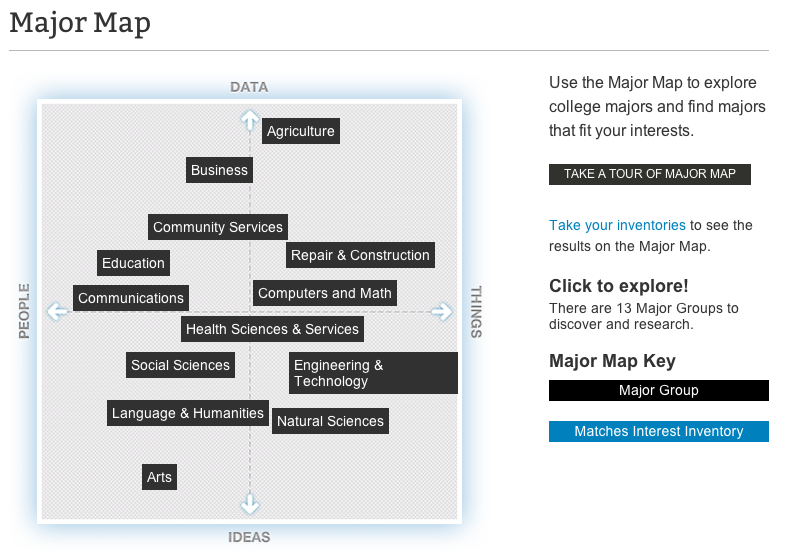 Major Map
DATA
Agriculture
Business
Community Services
Repair & Construction
Education
Computers and Math
Communications
PEOPLE
THINGS
Health Sciences & Services
Social Sciences
Engineering &
Technology
Language & Humanities
Natural Sciences
Arts
IDEAS
Use the Major Map to explore
college majors and find majors
that fit your interests.
TAKE A TOUR OF MAJOR MAP
Take your inventories to see the
results on the Major Map.
Click to explore!
There are 13 Major Groups to
discover and research.
Major Map Key
Major Group
Matches Interest Inventory